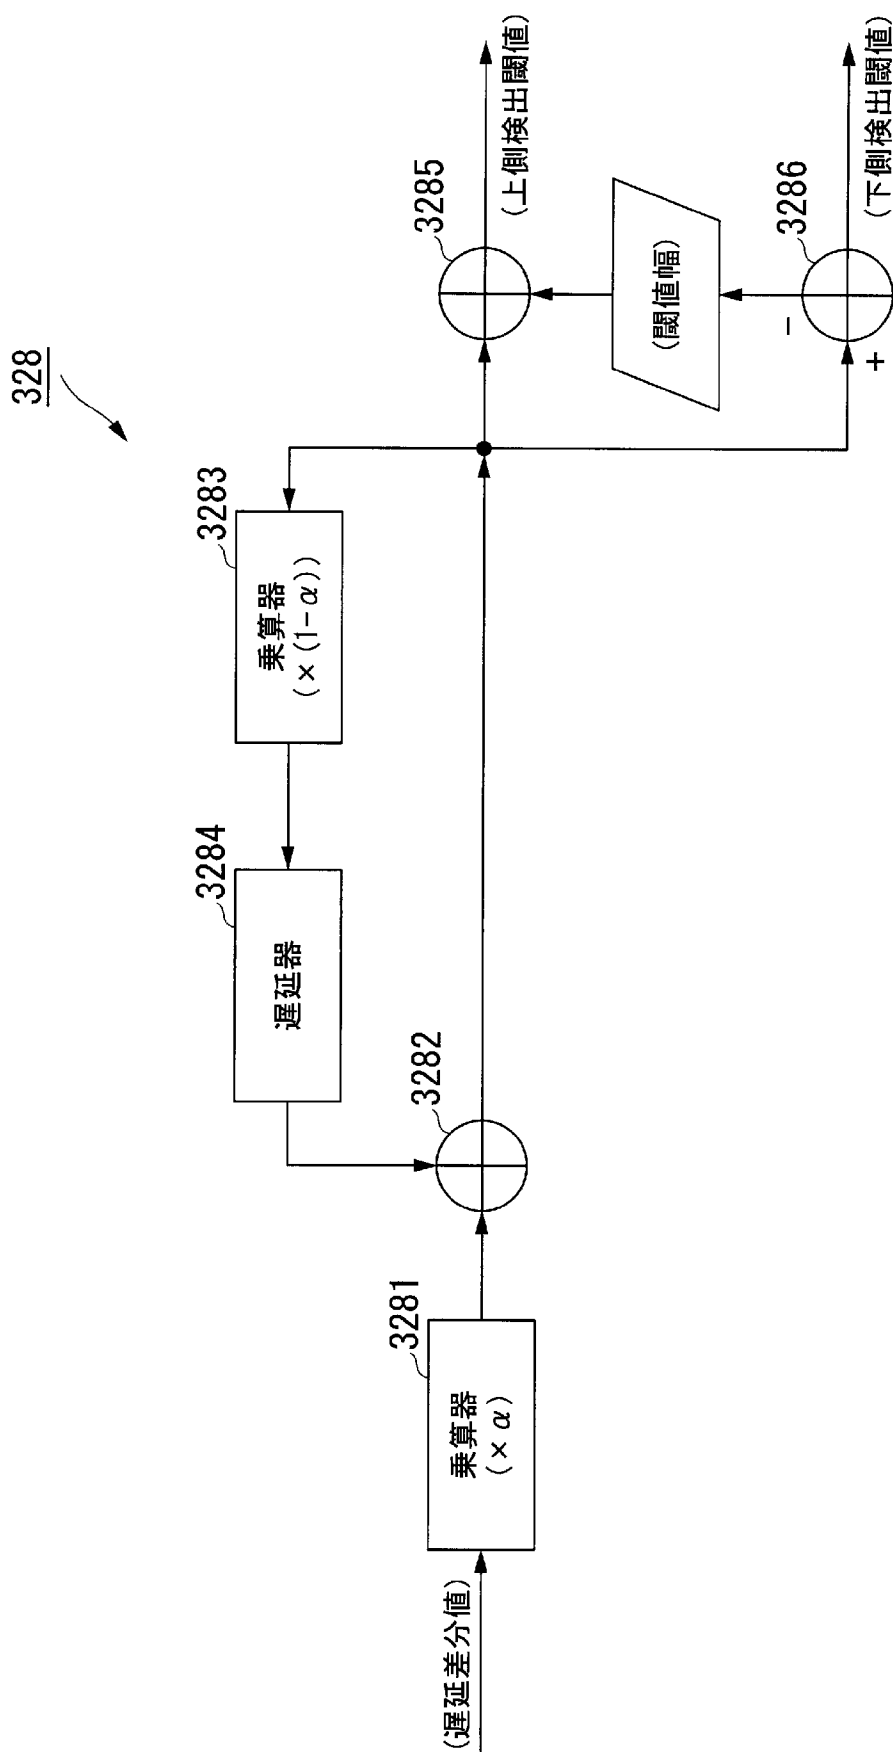 328
(遅延差分値)
3281
乗算器
(×α)
3282
3284
遅延器
3283
乗算器
(×(1-α))
3285
(上側検出閾値)
(閾値幅)
3286
-
+
(下側検出閾値)